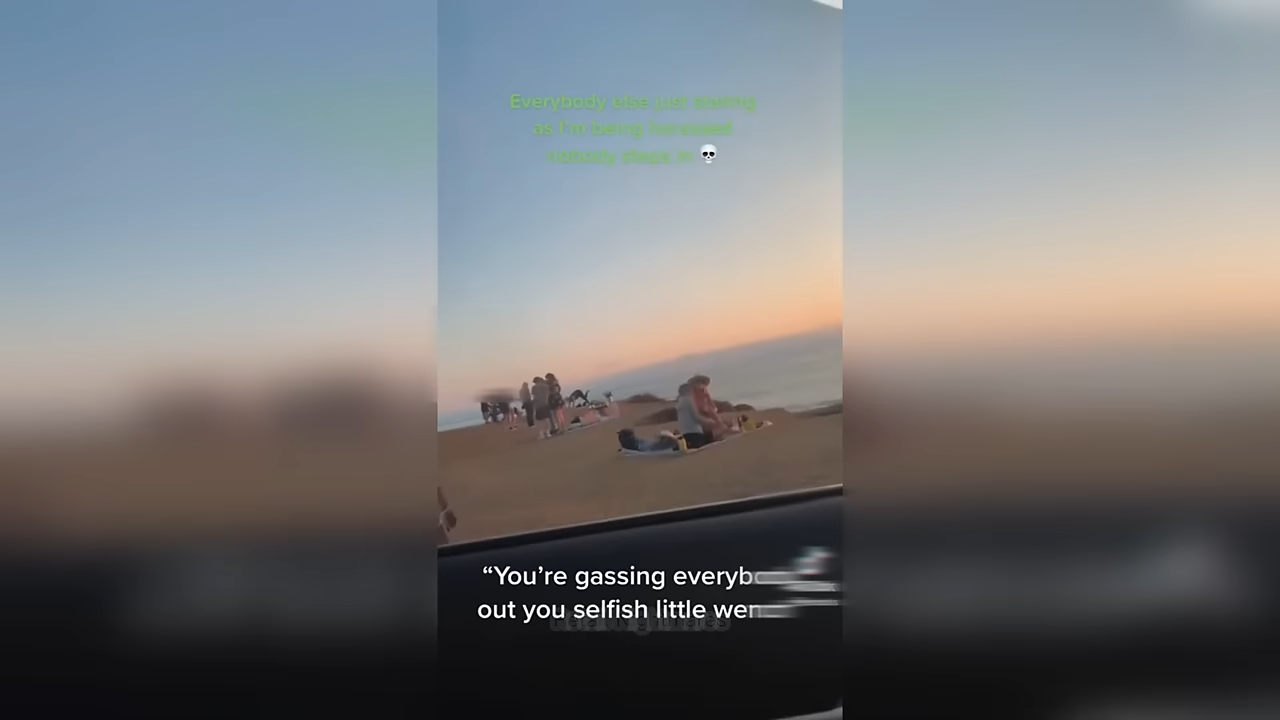 Everybody else just staring
as I'm being harassed
nobody steps in 💀
“You’re gassing everyb
out you selfish little wen